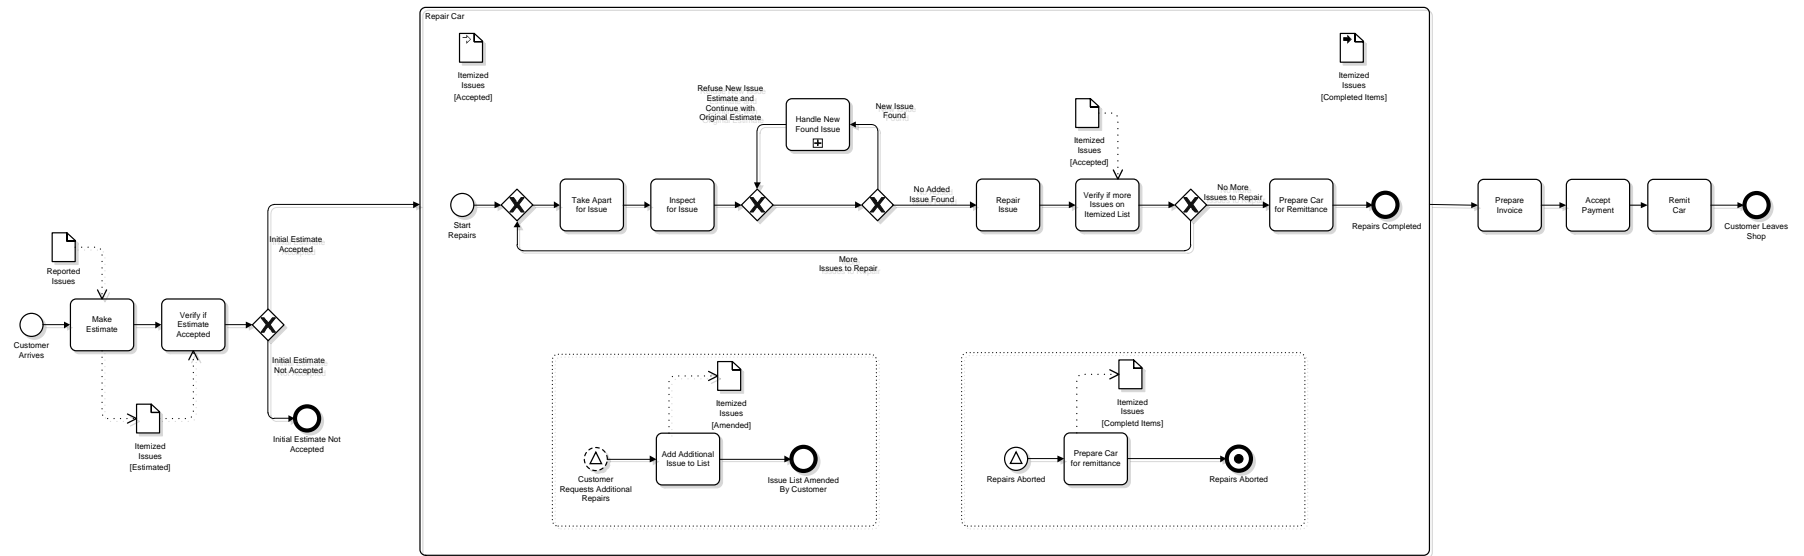 Repair Car
Itemized
Issues
[Accepted]
Itemized
Issues
[Completed Items]
Refuse New Issue
Estimate and
Continue with
Original Estimate
Handle New
Found Issue
New Issue
Found
Itemized
Issues
[Accepted]
Start
Repairs
Take Apart
for Issue
Inspect
for Issue
No Added
Issue Found
Repair
Issue
Verify if more
Issues on
Itemized List
No More
Issues to Repair
Prepare Car
for Remittance
Repairs Completed
More
Issues to Repair
Prepare
Invoice
Accept
Payment
Remit
Car
Customer Leaves
Shop
Initial Estimate
Accepted
Reported
Issues
Customer
Arrives
Make
Estimate
Verify if
Estimate
Accepted
Initial Estimate
Not Accepted
Itemized
Issues
[Estimated]
Initial Estimate Not
Accepted
Itemized
Issues
[Amended]
Customer
Requests Additional
Repairs
Add Additional
Issue to List
Issue List Amended
By Customer
Itemized
Issues
[Completd Items]
Repairs Aborted
Prepare Car
for remittance
Repairs Aborted